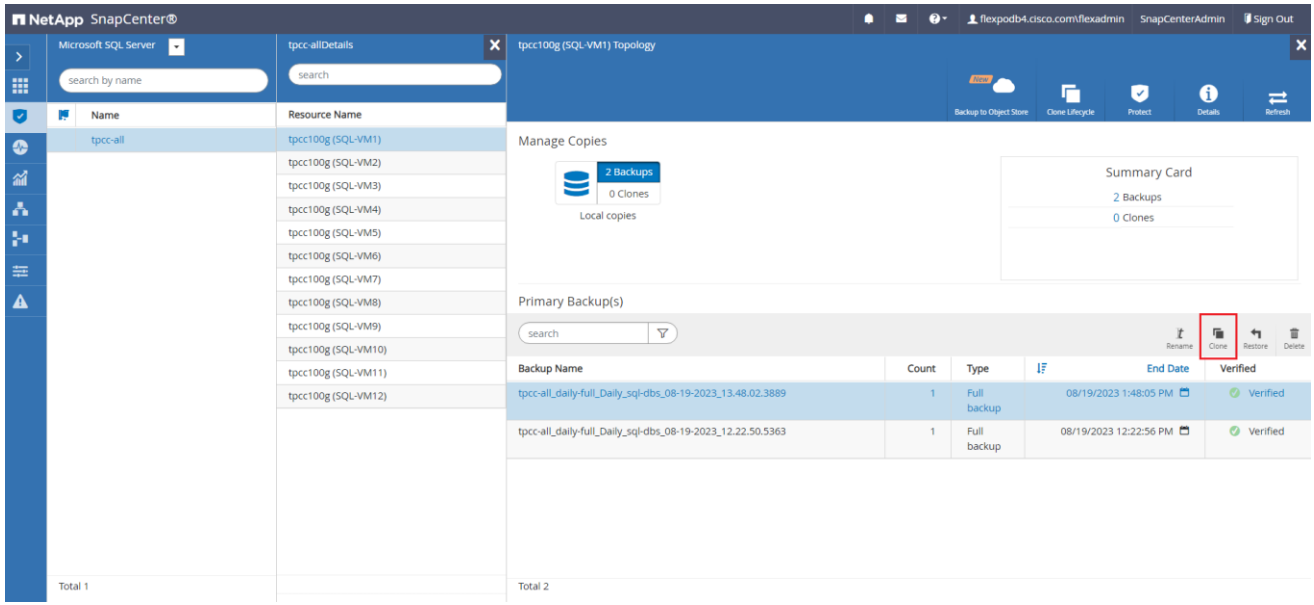 NetApp SnapCenter®
flexpodb4.cisco.com\flexadmin SnapCenterAdmin Sign Out
Microsoft SQL Server
search by name
Name
tpcc-all
Total 1
tpcc-allDetails
search
Resource Name
tpcc100g (SQL-VM1)
tpcc100g (SQL-VM2)
tpcc100g (SQL-VM3)
tpcc100g (SQL-VM4)
tpcc100g (SQL-VM5)
tpcc100g (SQL-VM6)
tpcc100g (SQL-VM7)
tpcc100g (SQL-VM8)
tpcc100g (SQL-VM9)
tpcc100g (SQL-VM10)
tpcc100g (SQL-VM11)
tpcc100g (SQL-VM12)
tpcc100g (SQL-VM1) Topology
New
Backup to Object Store Clone Lifecycle Protect Details Refresh
Manage Copies
2 Backups
0 Clones
Local copies
Summary Card
2 Backups
0 Clones
Primary Backup(s)
search
Rename Clone Restore Delete
Backup Name Count Type End Date Verified
tpcc-all_daily-full_Daily_sql-dbs_08-19-2023_13.48.02.3889 1 Full backup 08/19/2023 1:48:05 PM Verified
tpcc-all_daily-full_Daily_sql-dbs_08-19-2023_12.22.50.5363 1 Full backup 08/19/2023 12:22:56 PM Verified
Total 2